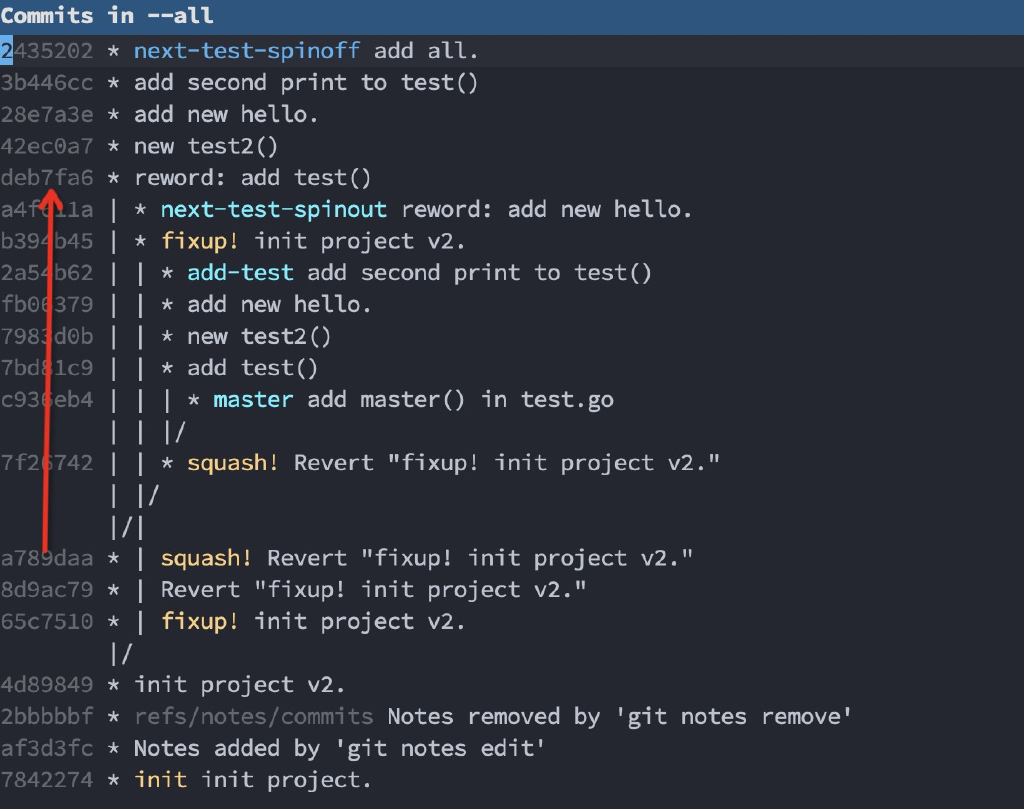 Commits in --all
2435202 * next-test-spinoff add all.
3b446cc * add second print to test()
28e7a3e * add new hello.
42ec0a7 * new test2()
deb7fa6 * reword: add test()
| * next-test-spinout reword: add new hello.
b394b45 | * fixup! init project v2.
2a54b62 | | * add-test add second print to test()
fb06379 | | * add new hello.
7983d0b | | * new test2()
7bd81c9 | | * add test()
c936eb4 | | | * master add master() in test.go
| | |/
7f26742 | | * squash! Revert "fixup! init project v2."
| |/
|/|
a789daa * | squash! Revert "fixup! init project v2."
8d9ac79 * | Revert "fixup! init project v2."
65c7510 * | fixup! init project v2.
|/
4d89849 * init project v2.
2bbbbbf * refs/notes/commits Notes removed by 'git notes remove'
af3d3fc * Notes added by 'git notes edit'
7842274 * init init project.